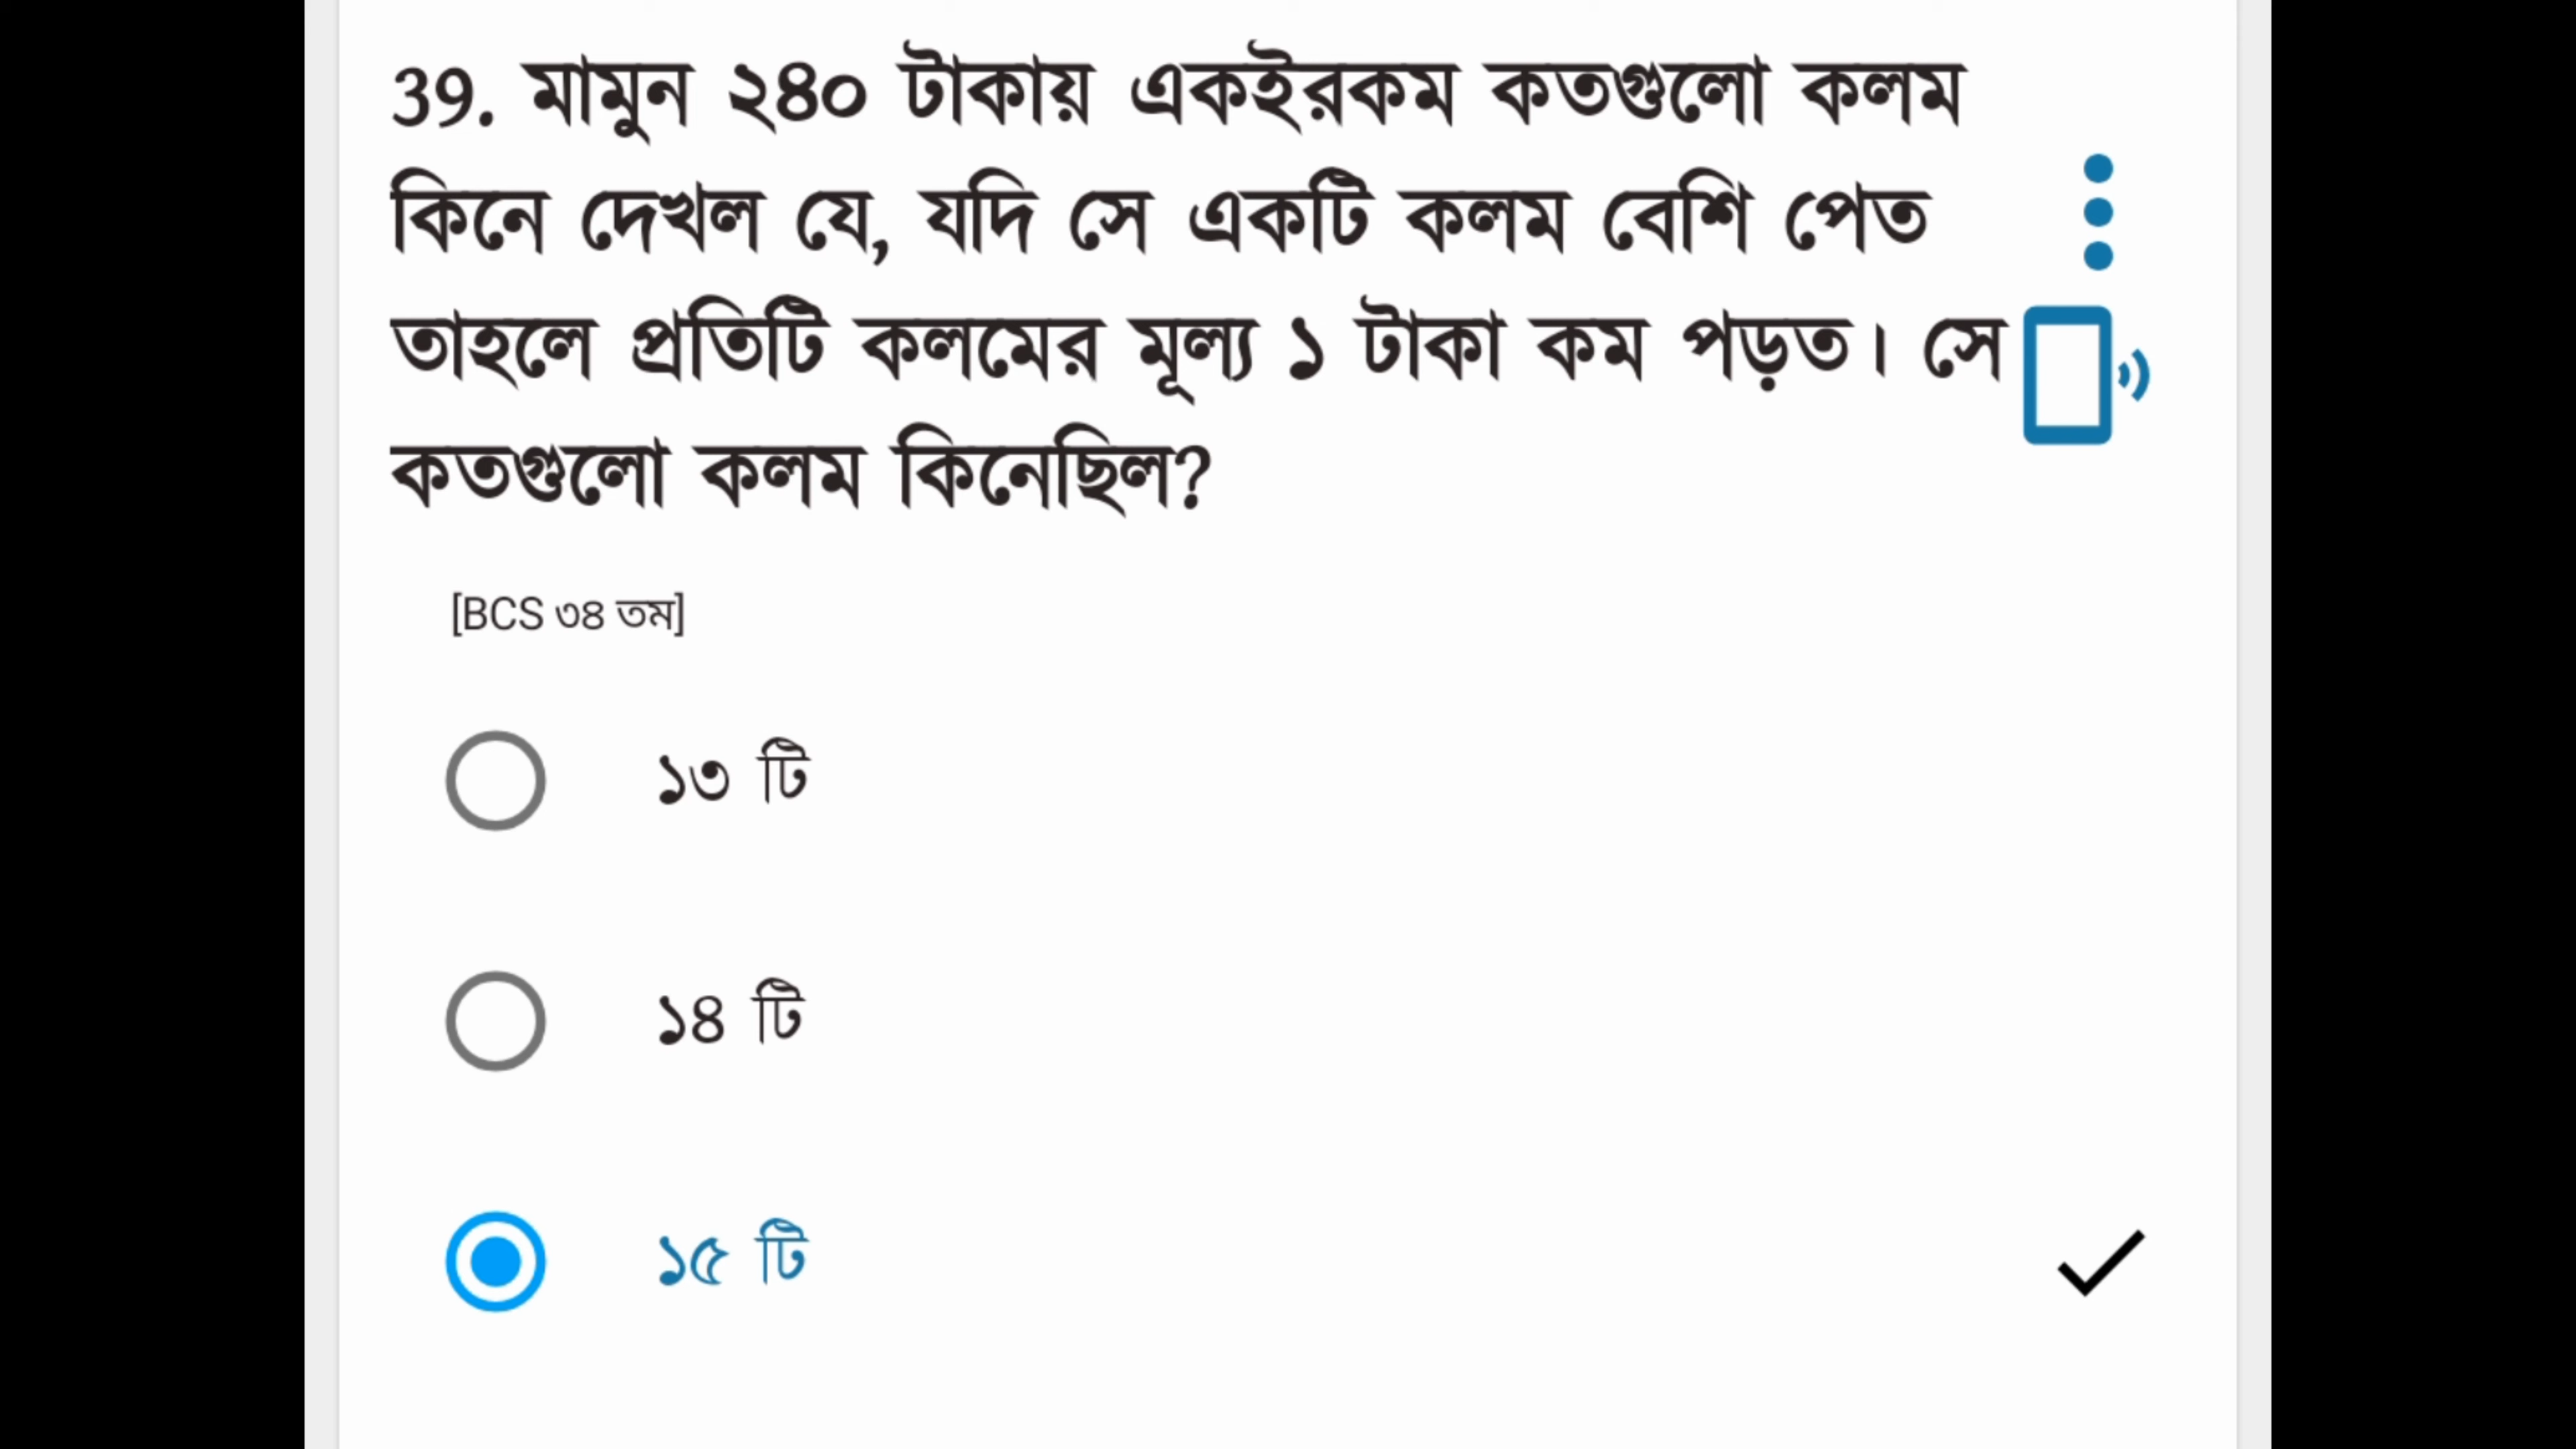 39. মামুন ২৪০ টাকায় একইরকম কতগুলো কলম
কিনে দেখল যে, যদি সে একটি কলম বেশি পেত
তাহলে প্রতিটি কলমের মূল্য ১ টাকা কম পড়ত। সে
কতগুলো কলম কিনেছিল?
[BCS ৩৪ তম]
১৩ টি
১৪ টি
১৫ টি